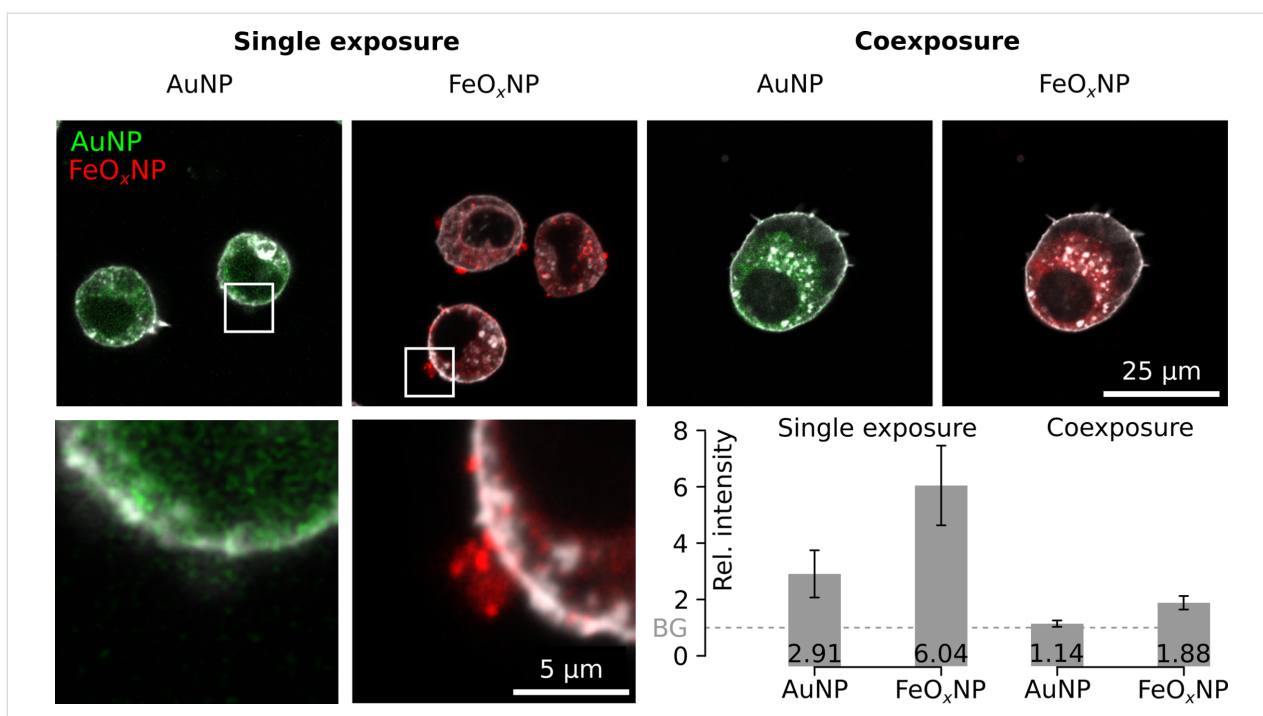 Single exposure
Coexposure
AuNP
FeOₓNP
AuNP
FeOₓNP
AuNP
FeOₓNP
25 µm
5 µm
8
6
4
2
0
BG
Rel. intensity
Single exposure
Coexposure
2.91
6.04
1.14
1.88
AuNP
FeOₓNP
AuNP
FeOₓNP